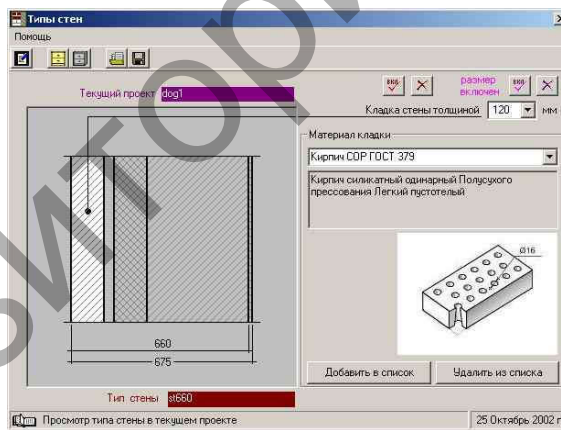 Типы стен
Помощь
Текущий проект dog1
вкл
размер включен
вкл
Кладка стены толщиной 120 мм
Материал кладки
Кирпич СОР ГОСТ 379
Кирпич силикатный одинарный Полусухого
прессования Легкий пустотелый
Ø16
660
675
Добавить в список
Удалить из списка
Тип стены st660
Просмотр типа стены в текущем проекте
25 Октябрь 2002 г